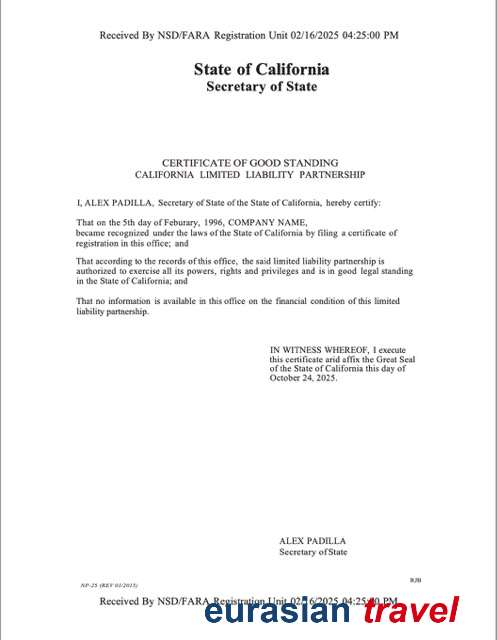 Received By NSD/FARA Registration Unit 02/16/2025 04:25:00 PM
State of California
Secretary of State
CERTIFICATE OF GOOD STANDING
CALIFORNIA LIMITED LIABILITY PARTNERSHIP
I, ALEX PADILLA, Secretary of State of the State of California, hereby certify:
That on the 5th day of Feburary, 1996, COMPANY NAME,
became recognized under the laws of the State of California by filing a certificate of
registration in this office; and
That according to the records of this office, the said limited liability partnership is
authorized to exercise all its powers, rights and privileges and is in good legal standing
in the State of California; and
That no information is available in this office on the financial condition of this limited
liability partnership.
IN WITNESS WHEREOF, I execute
this certificate arid affix the Great Seal
of the State of California this day of
October 24, 2025.
ALEX PADILLA
Secretary of State
NP-25 (REV 01/2015)
RJB
Received By NSD/FARA Registration Unit 02/16/2025 04:25:00 PM
eurasian travel